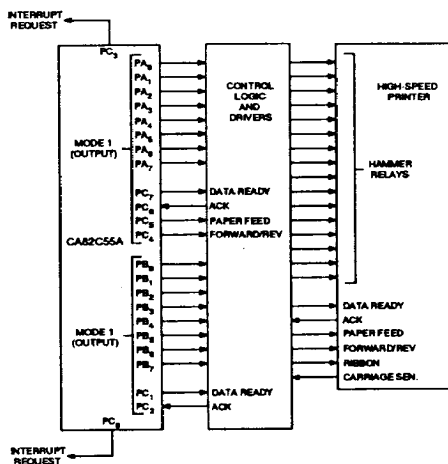 INTERRUPT
REQUEST
PC3
PA0
PA1
PA2
PA3
PA4
PA5
PA6
PA7
MODE 1
(OUTPUT)
PC7
PC6
PC5
PC4
CA82C55A
PB0
PB1
PB2
PB3
PB4
PB5
PB6
PB7
MODE 1
(OUTPUT)
PC1
PC2
PC0
INTERRUPT
REQUEST
CONTROL
LOGIC
AND
DRIVERS
DATA READY
ACK
PAPER FEED
FORWARD/REV
DATA READY
ACK
HIGH-SPEED
PRINTER
HAMMER
RELAYS
DATA READY
ACK
PAPER FEED
FORWARD/REV
RIBBON
CARRIAGE SEN.